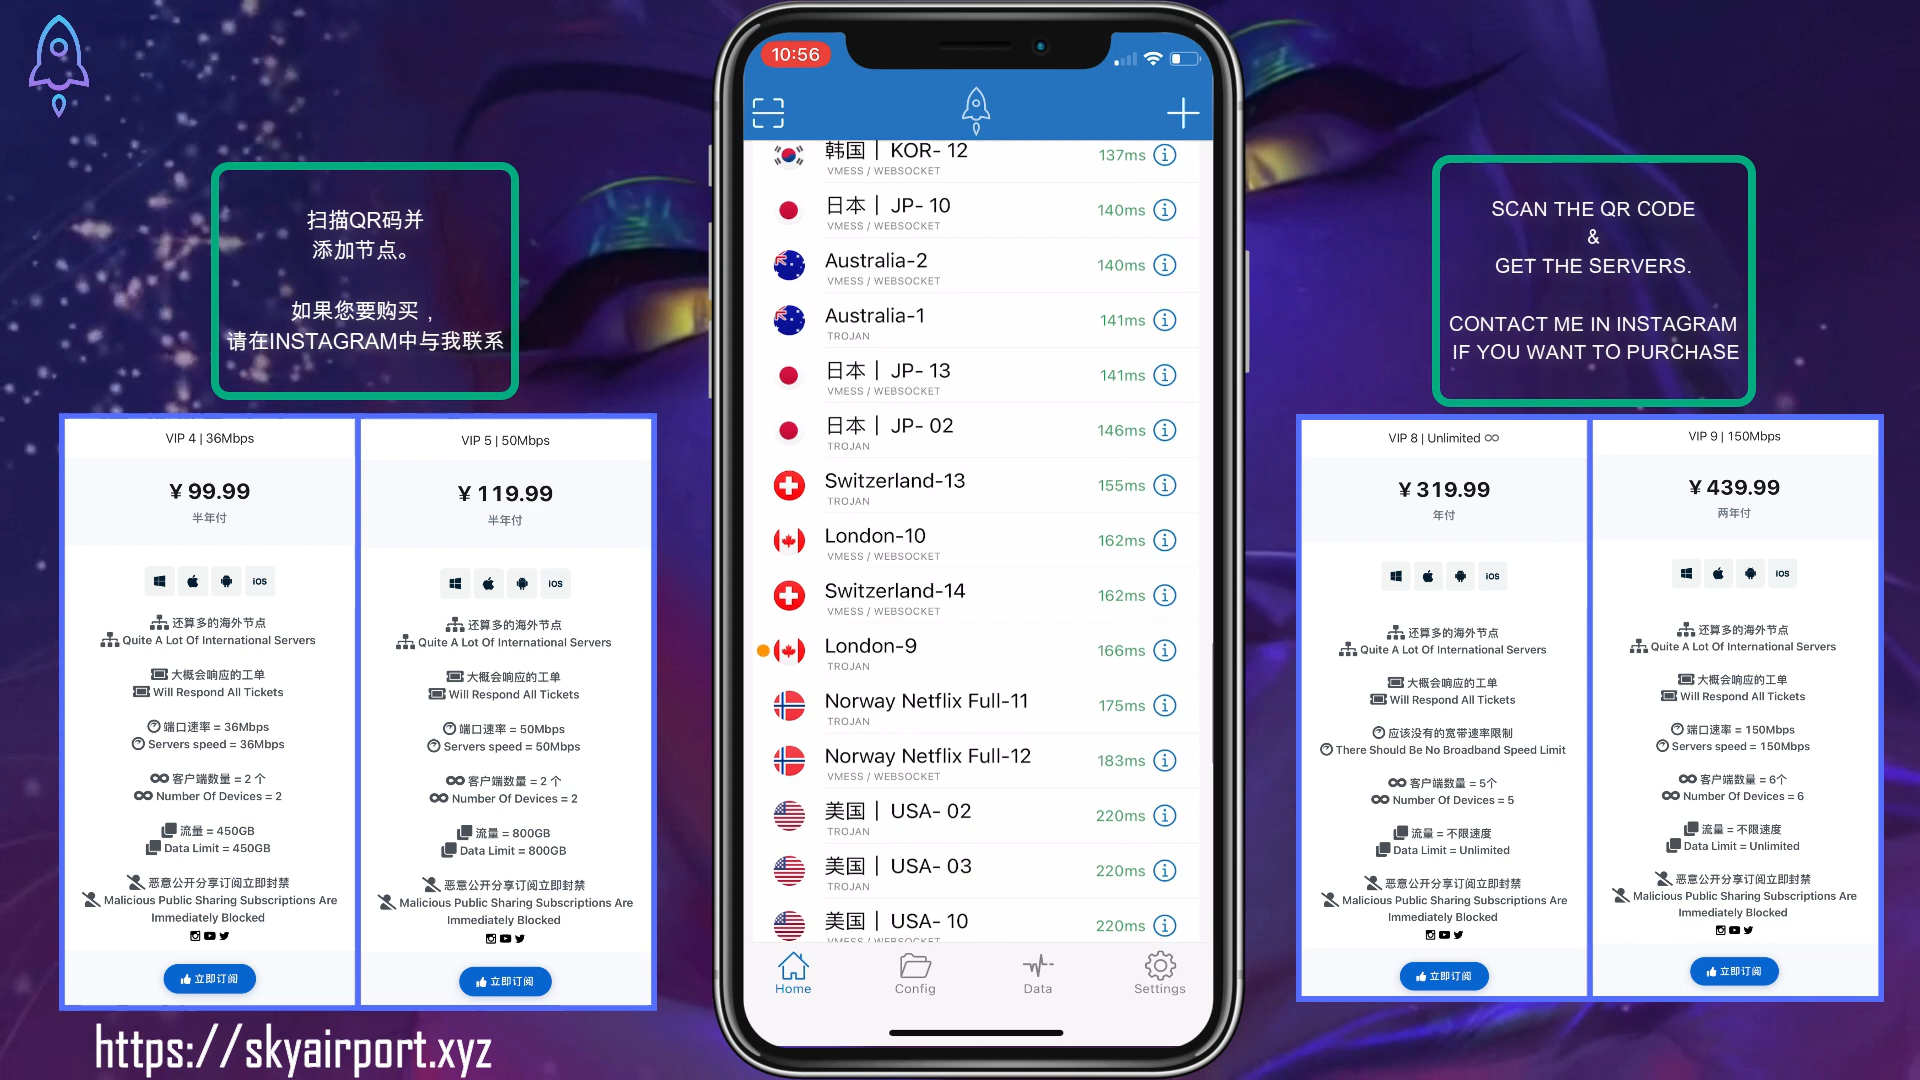 扫描QR码并
添加节点。
如果您要购买，
请在INSTAGRAM中与我联系
VIP 4 | 36Mbps
¥ 99.99
半年付
iOS
还算多的海外节点
Quite A Lot Of International Servers
大概会响应的工单
Will Respond All Tickets
端口速率 = 36Mbps
Servers speed = 36Mbps
客户端数量 = 2 个
Number Of Devices = 2
流量 = 450GB
Data Limit = 450GB
恶意公开分享订阅立即封禁
Malicious Public Sharing Subscriptions Are
Immediately Blocked
立即订阅
VIP 5 | 50Mbps
¥ 119.99
半年付
iOS
还算多的海外节点
Quite A Lot Of International Servers
大概会响应的工单
Will Respond All Tickets
端口速率 = 50Mbps
Servers speed = 50Mbps
客户端数量 = 2 个
Number Of Devices = 2
流量 = 800GB
Data Limit = 800GB
恶意公开分享订阅立即封禁
Malicious Public Sharing Subscriptions Are
Immediately Blocked
立即订阅
https://skyairport.xyz
10:56
韩国 | KOR- 12
137ms
VMESS / WEBSOCKET
日本 | JP- 10
140ms
VMESS / WEBSOCKET
Australia-2
140ms
VMESS / WEBSOCKET
Australia-1
141ms
TROJAN
日本 | JP- 13
141ms
VMESS / WEBSOCKET
日本 | JP- 02
146ms
TROJAN
Switzerland-13
155ms
TROJAN
London-10
162ms
VMESS / WEBSOCKET
Switzerland-14
162ms
VMESS / WEBSOCKET
London-9
166ms
TROJAN
Norway Netflix Full-11
175ms
TROJAN
Norway Netflix Full-12
183ms
VMESS / WEBSOCKET
美国 | USA- 02
220ms
TROJAN
美国 | USA- 03
220ms
TROJAN
美国 | USA- 10
220ms
VMESS / WEBSOCKET
Home
Config
Data
Settings
SCAN THE QR CODE
&
GET THE SERVERS.
CONTACT ME IN INSTAGRAM
IF YOU WANT TO PURCHASE
VIP 8 | Unlimited ∞
¥ 319.99
年付
iOS
还算多的海外节点
Quite A Lot Of International Servers
大概会响应的工单
Will Respond All Tickets
应该没有的宽带速率限制
There Should Be No Broadband Speed Limit
客户端数量 = 5个
Number Of Devices = 5
流量 = 不限速度
Data Limit = Unlimited
恶意公开分享订阅立即封禁
Malicious Public Sharing Subscriptions Are
Immediately Blocked
立即订阅
VIP 9 | 150Mbps
¥ 439.99
两年付
iOS
还算多的海外节点
Quite A Lot Of International Servers
大概会响应的工单
Will Respond All Tickets
端口速率 = 150Mbps
Servers speed = 150Mbps
客户端数量 = 6个
Number Of Devices = 6
流量 = 不限速度
Data Limit = Unlimited
恶意公开分享订阅立即封禁
Malicious Public Sharing Subscriptions Are
Immediately Blocked
立即订阅